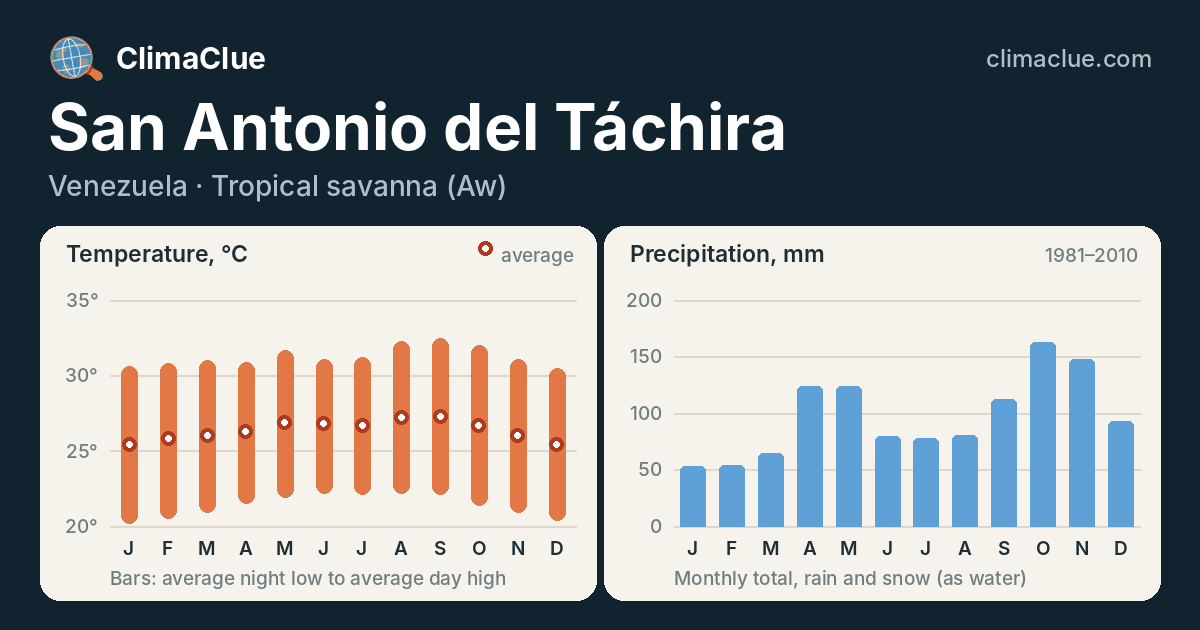 ClimaClue
climaclue.com
San Antonio del Táchira
Venezuela · Tropical savanna (Aw)
Temperature, °C
average
35°
30°
25°
20°
J F M A M J J A S O N D
Bars: average night low to average day high
Precipitation, mm
1981–2010
200
150
100
50
0
J F M A M J J A S O N D
Monthly total, rain and snow (as water)